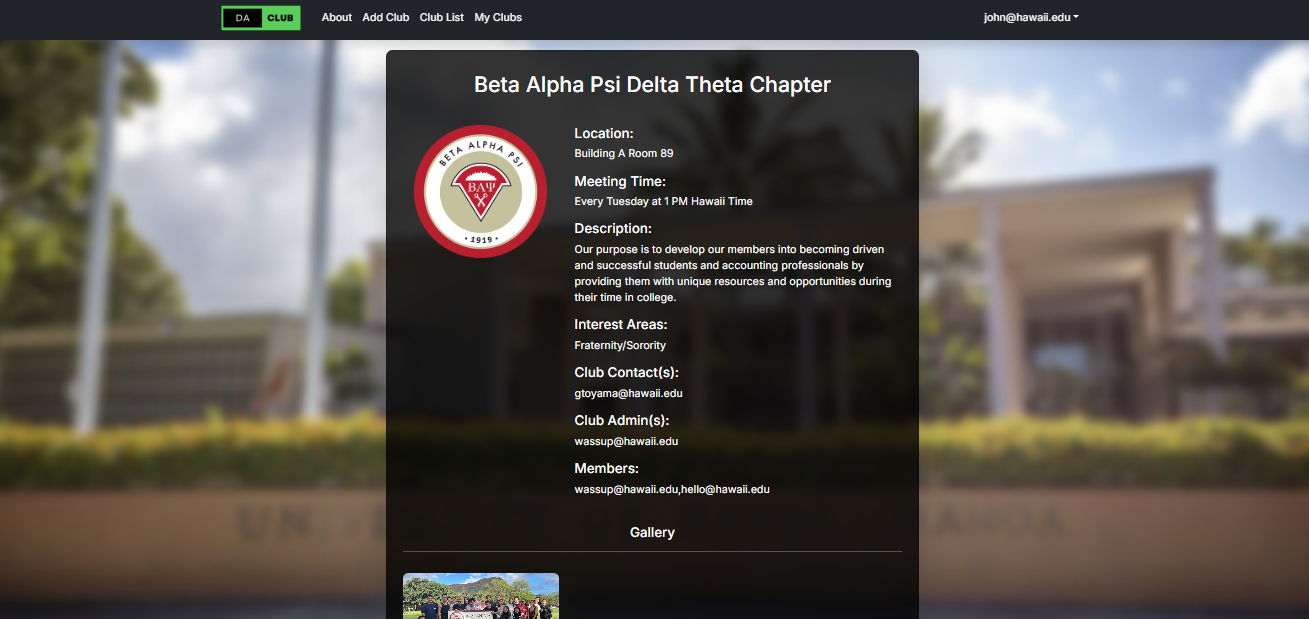 DA CLUB About Add Club Club List My Clubs john@hawaii.edu
Beta Alpha Psi Delta Theta Chapter
BETA ALPHA PSI
ΒΑΨ
• 1919 •
Location:
Building A Room 89
Meeting Time:
Every Tuesday at 1 PM Hawaii Time
Description:
Our purpose is to develop our members into becoming driven
and successful students and accounting professionals by
providing them with unique resources and opportunities during
their time in college.
Interest Areas:
Fraternity/Sorority
Club Contact(s):
gtoyama@hawaii.edu
Club Admin(s):
wassup@hawaii.edu
Members:
wassup@hawaii.edu,hello@hawaii.edu
Gallery